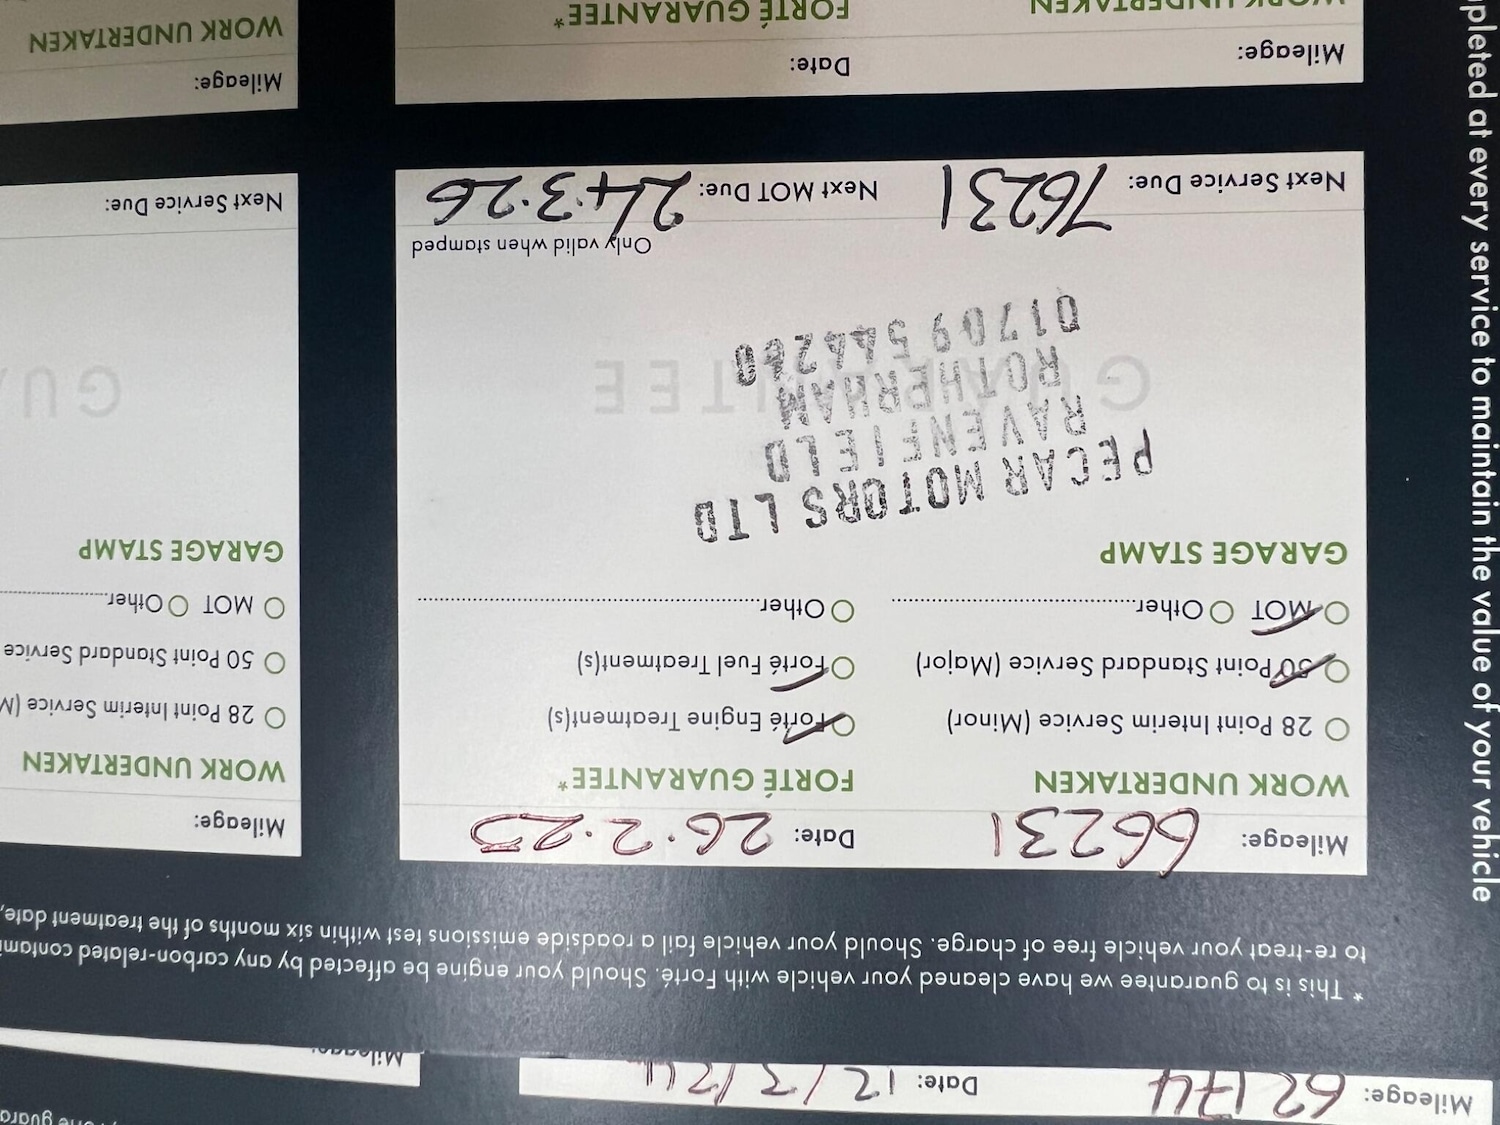 Mileage: 62174 Date: 12/3/24
Mileage:
* This is to guarantee we have cleaned your vehicle with Forté. Should your engine be affected by any carbon-related
to re-treat your vehicle free of charge. Should your vehicle fail a roadside emissions test within six months of the treatment date,
Mileage: 66231 Date: 26.2.25
WORK UNDERTAKEN
FORTÉ GUARANTEE*
28 Point Interim Service (Minor)
Forté Engine Treatment(s)
50 Point Standard Service (Major)
Forté Fuel Treatment(s)
MOT Other
Other
GARAGE STAMP
PECAR MOTORS LTD
RAVENFIELD
ROTHERHAM
01709
GUARANTEE
Only valid when stamped
Next Service Due: 76231 Next MOT Due: 24.3.26
Mileage:
WORK UNDERTAKEN
28 Point Interim Service
50 Point Standard Service
MOT Other
GARAGE STAMP
Next Service Due:
Mileage: Date:
WORK UNDERTAKEN
FORTÉ GUARANTEE*
Mileage:
WORK UNDERTAKEN
pleted at every service to maintain the value of your vehicle